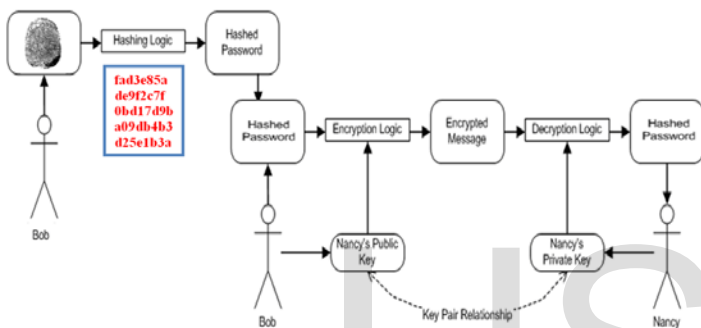 Hashing Logic
Hashed
Password
fad3e85a
de9f2c7f
0bd17d9b
a09db4b3
d25e1b3a
Bob
Hashed
Password
Encryption Logic
Encrypted
Message
Decryption Logic
Hashed
Password
Nancy's Public
Key
Nancy's
Private Key
Key Pair Relationship
Bob
Nancy